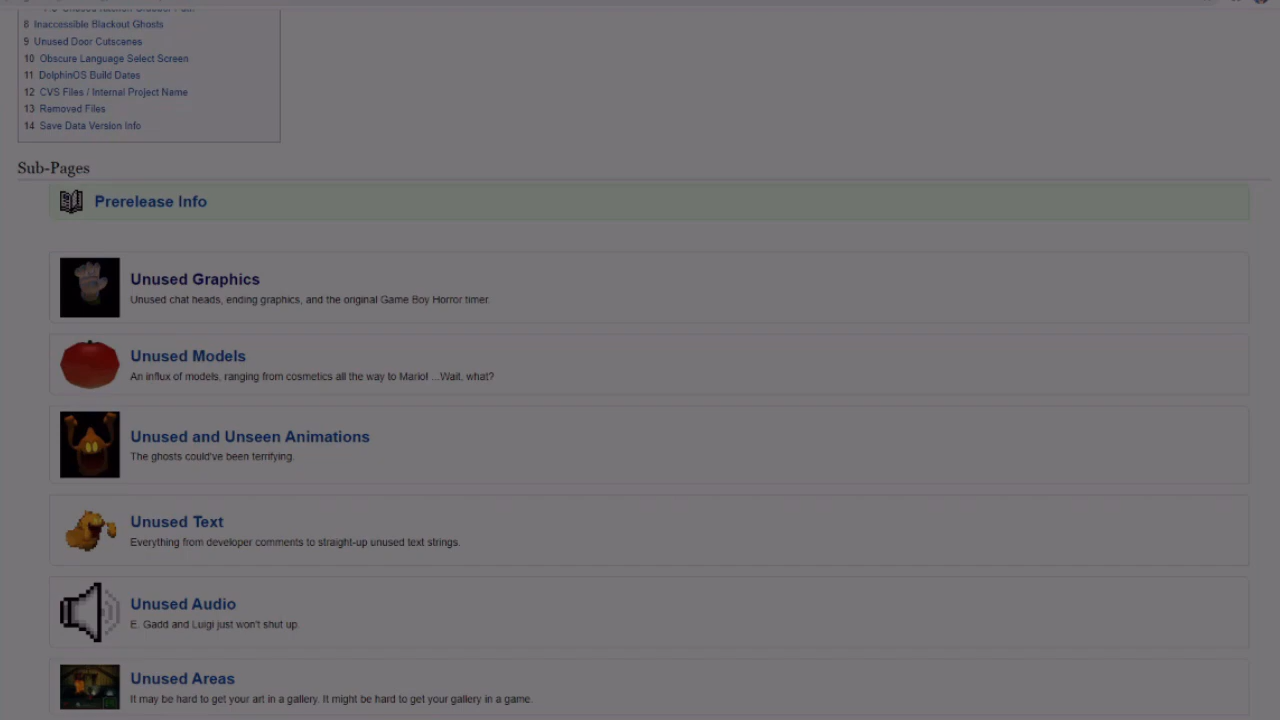 8 Inaccessible Blackout Ghosts
9 Unused Door Cutscenes
10 Obscure Language Select Screen
11 DolphinOS Build Dates
12 CVS Files / Internal Project Name
13 Removed Files
14 Save Data Version Info
Sub-Pages
Prerelease Info
Unused Graphics
Unused chat heads, ending graphics, and the original Game Boy Horror timer.
Unused Models
An influx of models, ranging from cosmetics all the way to Mario! ...Wait, what?
Unused and Unseen Animations
The ghosts could've been terrifying.
Unused Text
Everything from developer comments to straight-up unused text strings.
Unused Audio
E. Gadd and Luigi just won't shut up.
Unused Areas
It may be hard to get your art in a gallery. It might be hard to get your gallery in a game.